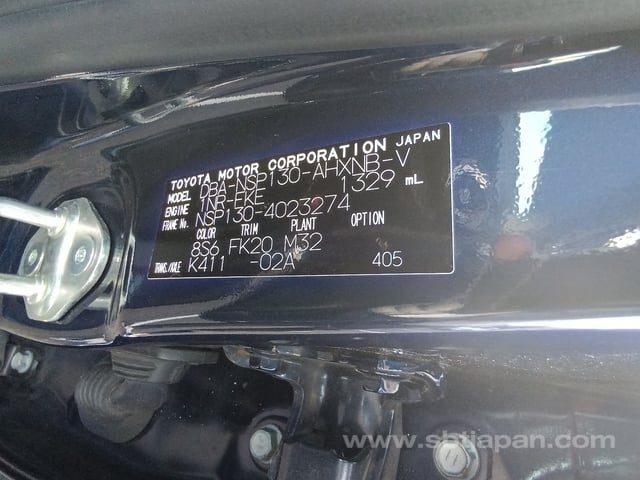 TOYOTA MOTOR CORPORATION JAPAN
MODEL DBA-NSP130-AHXNB-V
ENGINE 1NR-FKE 1329 mL
FRAME No. NSP130-4023274
COLOR TRIM PLANT OPTION
8S6 FK20 M32
TRANS./AXLE K411 -02A 405
www.sbtjapan.com